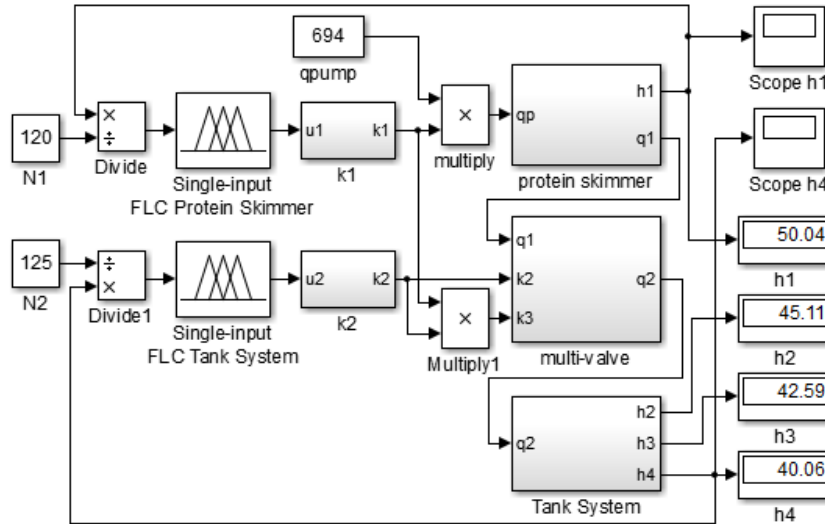 694
qpump
Scope h1
×
÷
120
N1
Divide
Single-input
FLC Protein Skimmer
u1
k1
k1
×
multiply
qp
h1
q1
protein skimmer
Scope h4
50.04
h1
÷
×
125
N2
Divide1
Single-input
FLC Tank System
u2
k2
k2
×
Multiply1
q1
k2
k3
q2
multi-valve
45.11
h2
42.59
h3
q2
h2
h3
h4
Tank System
40.06
h4